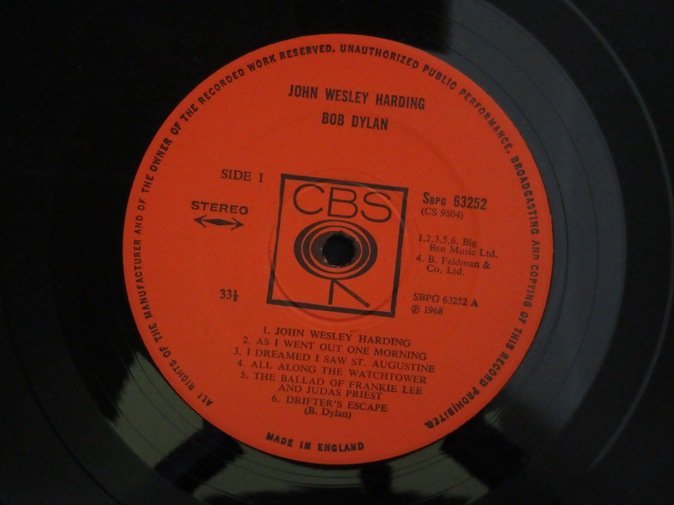 ALL RIGHTS OF THE MANUFACTURER AND OF THE OWNER OF THE RECORDED WORK RESERVED. UNAUTHORIZED PUBLIC PERFORMANCE, BROADCASTING AND COPYING OF THIS RECORD PROHIBITED.
JOHN WESLEY HARDING
BOB DYLAN
SIDE 1
STEREO
33⅓
CBS
SBPG 63252
(CS 9604)
1,2,3,5,6. Big
Ben Music Ltd.
4. B. Feldman &
Co. Ltd.
SBPG 63252 A
℗ 1968
1. JOHN WESLEY HARDING
2. AS I WENT OUT ONE MORNING
3. I DREAMED I SAW ST. AUGUSTINE
4. ALL ALONG THE WATCHTOWER
5. THE BALLAD OF FRANKIE LEE
AND JUDAS PRIEST
6. DRIFTER'S ESCAPE
(B. Dylan)
MADE IN ENGLAND